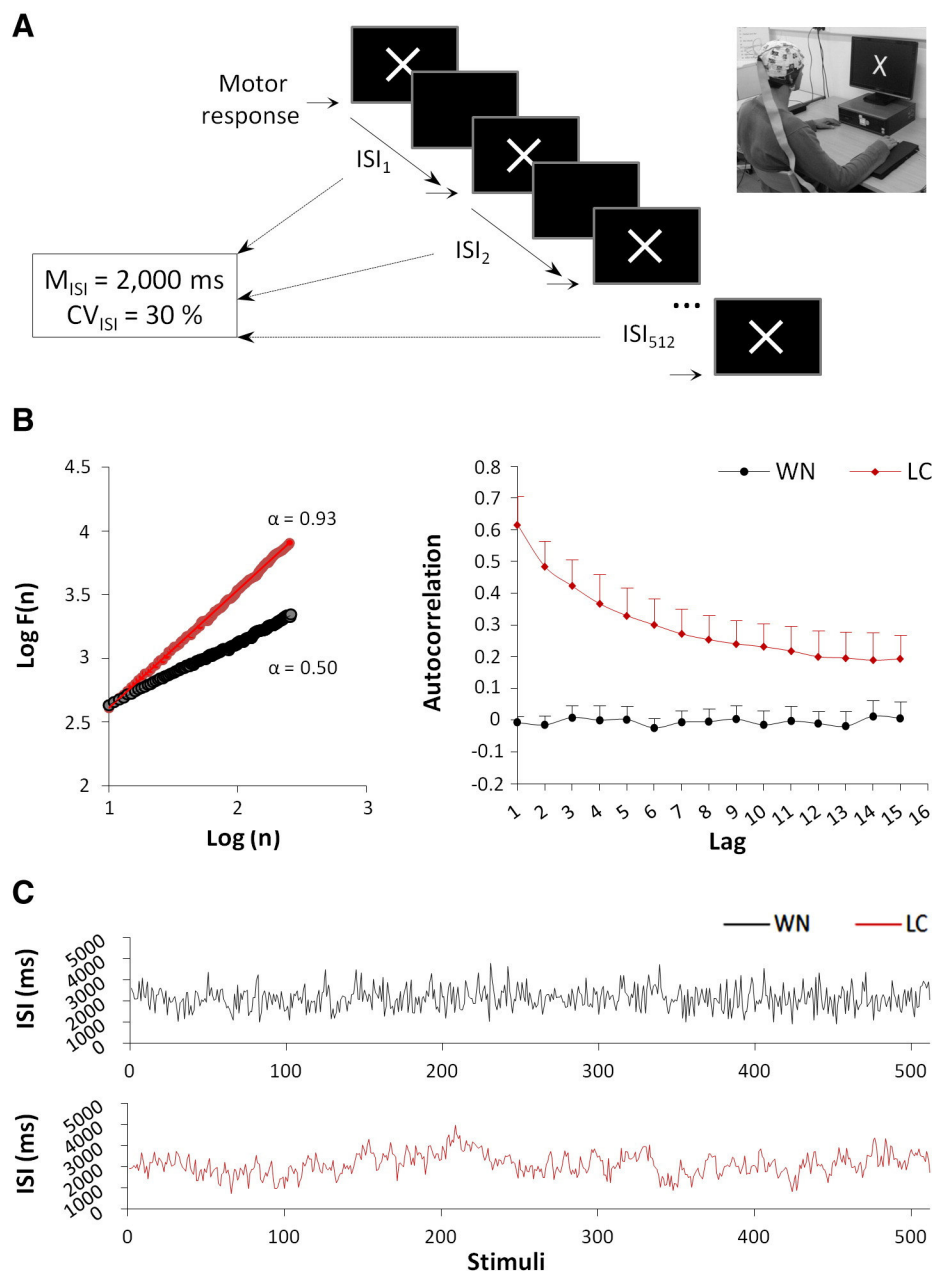 A
Motor
response
ISI1
ISI2
...
ISI512
MISI = 2,000 ms
CVISI = 30 %
X
B
4.5
4
3.5
3
2.5
2
1
2
3
Log F(n)
Log (n)
α = 0.93
α = 0.50
WN
LC
0.8
0.7
0.6
0.5
0.4
0.3
0.2
0.1
0
-0.1
-0.2
Autocorrelation
1 2 3 4 5 6 7 8 9 10 11 12 13 14 15 16
Lag
C
WN
LC
ISI (ms)
5000
4000
3000
2000
1000
0
0 100 200 300 400 500
ISI (ms)
5000
4000
3000
2000
1000
0
0 100 200 300 400 500
Stimuli